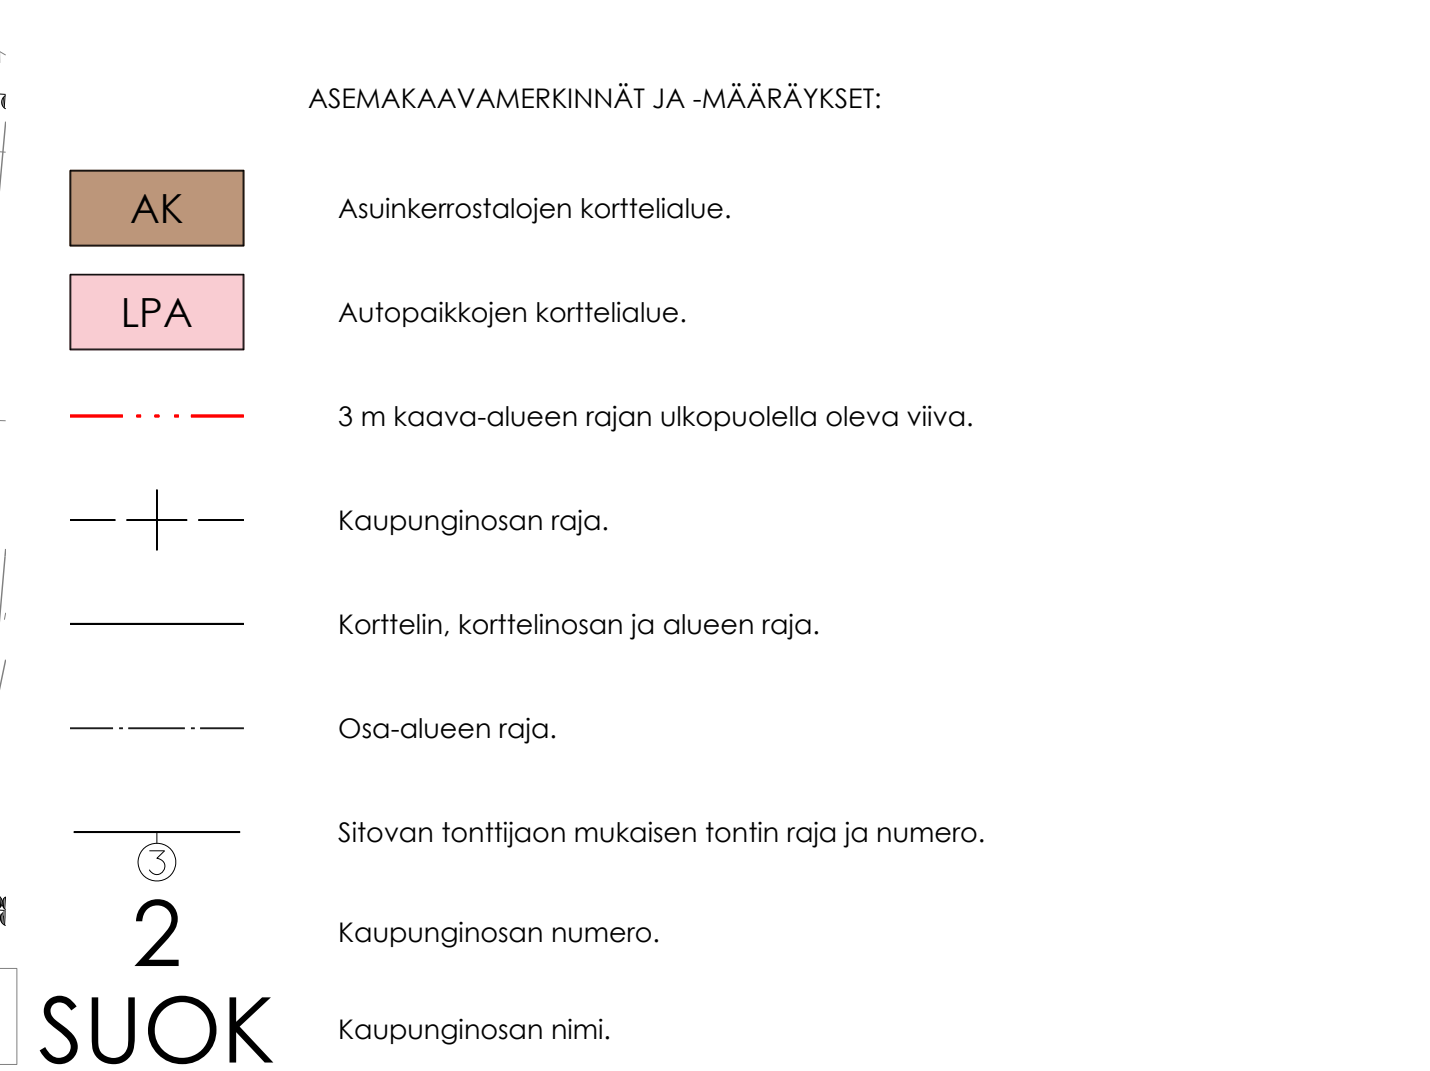 ASEMAKAAVAMERKINNÄT JA -MÄÄRÄYKSET:
AK Asuinkerrostalojen korttelialue.
LPA Autopaikkojen korttelialue.
3 m kaava-alueen rajan ulkopuolella oleva viiva.
Kaupunginosan raja.
Korttelin, korttelinosan ja alueen raja.
Osa-alueen raja.
Sitovan tonttijaon mukaisen tontin raja ja numero.
3
2 Kaupunginosan numero.
SUOK Kaupunginosan nimi.